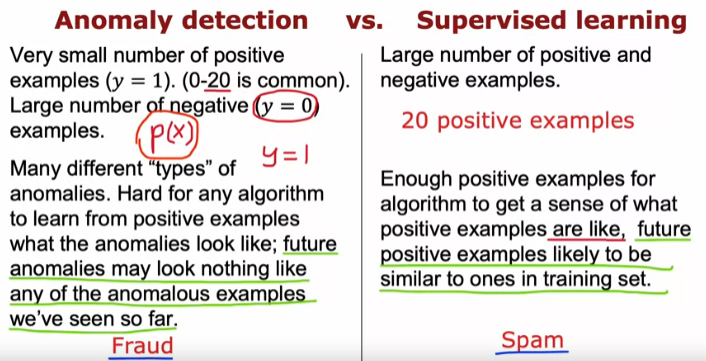 Anomaly detection vs. Supervised learning
Very small number of positive
examples (y = 1). (0-20 is common).
Large number of negative (y = 0)
examples.
p(x)
y=1
Many different “types” of
anomalies. Hard for any algorithm
to learn from positive examples
what the anomalies look like; future
anomalies may look nothing like
any of the anomalous examples
we’ve seen so far.
Fraud
Large number of positive and
negative examples.
20 positive examples
Enough positive examples for
algorithm to get a sense of what
positive examples are like, future
positive examples likely to be
similar to ones in training set.
Spam